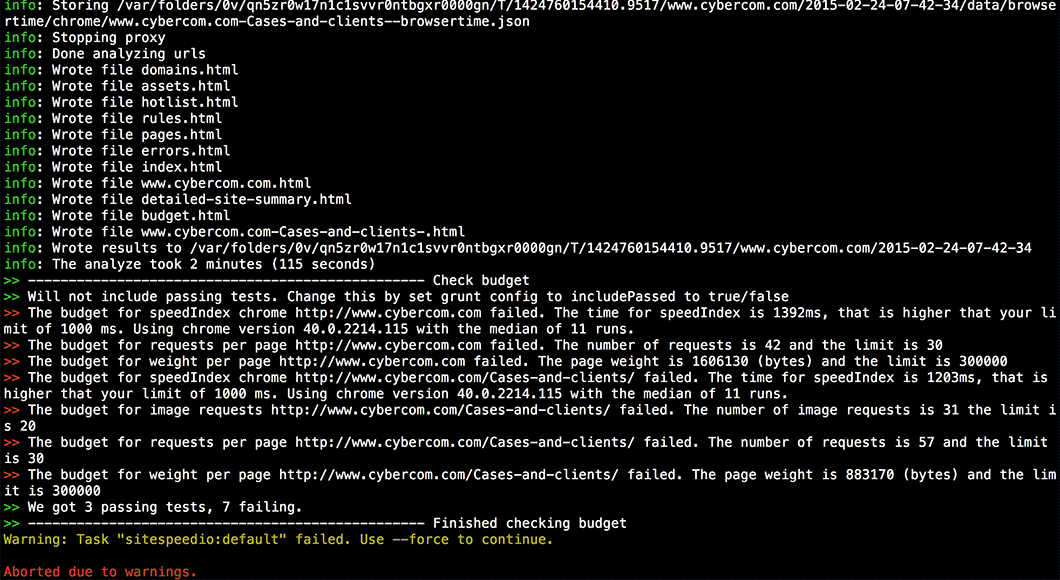 info: Storing /var/folders/0v/qn5zr0w17n1c1svvr0ntbgxr0000gn/T/1424760154410.9517/www.cybercom.com/2015-02-24-07-42-34/data/browse
rtime/chrome/www.cybercom.com-Cases-and-clients--browsertime.json
info: Stopping proxy
info: Done analyzing urls
info: Wrote file domains.html
info: Wrote file assets.html
info: Wrote file hotlist.html
info: Wrote file rules.html
info: Wrote file pages.html
info: Wrote file errors.html
info: Wrote file index.html
info: Wrote file www.cybercom.com.html
info: Wrote file detailed-site-summary.html
info: Wrote file budget.html
info: Wrote file www.cybercom.com-Cases-and-clients-.html
info: Wrote results to /var/folders/0v/qn5zr0w17n1c1svvr0ntbgxr0000gn/T/1424760154410.9517/www.cybercom.com/2015-02-24-07-42-34
info: The analyze took 2 minutes (115 seconds)
>> ------------------------------------------------- Check budget
>> Will not include passing tests. Change this by set grunt config to includePassed to true/false
>> The budget for speedIndex chrome http://www.cybercom.com failed. The time for speedIndex is 1392ms, that is higher that your li
mit of 1000 ms. Using chrome version 40.0.2214.115 with the median of 11 runs.
>> The budget for requests per page http://www.cybercom.com failed. The number of requests is 42 and the limit is 30
>> The budget for weight per page http://www.cybercom.com failed. The page weight is 1606130 (bytes) and the limit is 300000
>> The budget for speedIndex chrome http://www.cybercom.com/Cases-and-clients/ failed. The time for speedIndex is 1203ms, that is
higher that your limit of 1000 ms. Using chrome version 40.0.2214.115 with the median of 11 runs.
>> The budget for image requests http://www.cybercom.com/Cases-and-clients/ failed. The number of image requests is 31 the limit i
s 20
>> The budget for requests per page http://www.cybercom.com/Cases-and-clients/ failed. The number of requests is 57 and the limit
is 30
>> The budget for weight per page http://www.cybercom.com/Cases-and-clients/ failed. The page weight is 883170 (bytes) and the lim
it is 300000
>> We got 3 passing tests, 7 failing.
>> ------------------------------------------------- Finished checking budget
Warning: Task "sitespeedio:default" failed. Use --force to continue.
Aborted due to warnings.